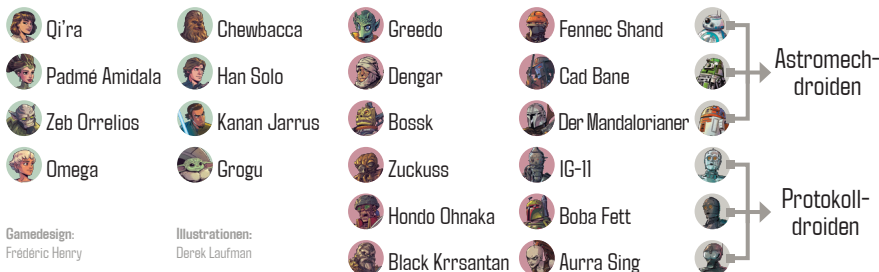 Qi’ra
Padmé Amidala
Zeb Orrelios
Omega
Chewbacca
Han Solo
Kanan Jarrus
Grogu
Greedo
Dengar
Bossk
Zuckuss
Hondo Ohnaka
Black Krrsantan
Fennec Shand
Cad Bane
Der Mandalorianer
IG-11
Boba Fett
Aurra Sing
Astromech-
droiden
Protokoll-
droiden
Gamedesign:
Frédéric Henry
Illustrationen:
Derek Laufman